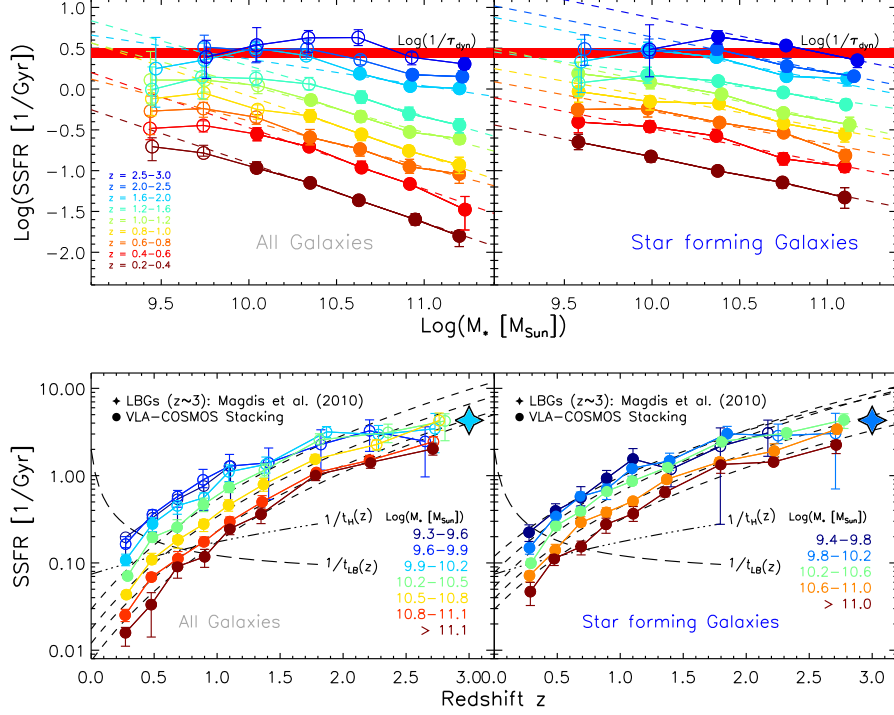 1.0
0.5
0.0
−0.5
−1.0
−1.5
−2.0
Log(SSFR [1/Gyr])
Log(1/τdyn)
Log(1/τdyn)
z = 2.5−3.0
z = 2.0−2.5
z = 1.6−2.0
z = 1.2−1.6
z = 1.0−1.2
z = 0.8−1.0
z = 0.6−0.8
z = 0.4−0.6
z = 0.2−0.4
All Galaxies
Star forming Galaxies
9.5 10.0 10.5 11.0 9.5 10.0 10.5 11.0
Log(M* [MSun])
10.00
1.00
0.10
0.01
SSFR [1/Gyr]
LBGs (z~3): Magdis et al. (2010)
VLA−COSMOS Stacking
1/tH(z)
1/tLB(z)
Log(M* [MSun])
9.3−9.6
9.6−9.9
9.9−10.2
10.2−10.5
10.5−10.8
10.8−11.1
> 11.1
All Galaxies
LBGs (z~3): Magdis et al. (2010)
VLA−COSMOS Stacking
1/tH(z)
1/tLB(z)
Log(M* [MSun])
9.4−9.8
9.8−10.2
10.2−10.6
10.6−11.0
> 11.0
Star forming Galaxies
0.0 0.5 1.0 1.5 2.0 2.5 3.0 0.0 0.5 1.0 1.5 2.0 2.5 3.0
Redshift z